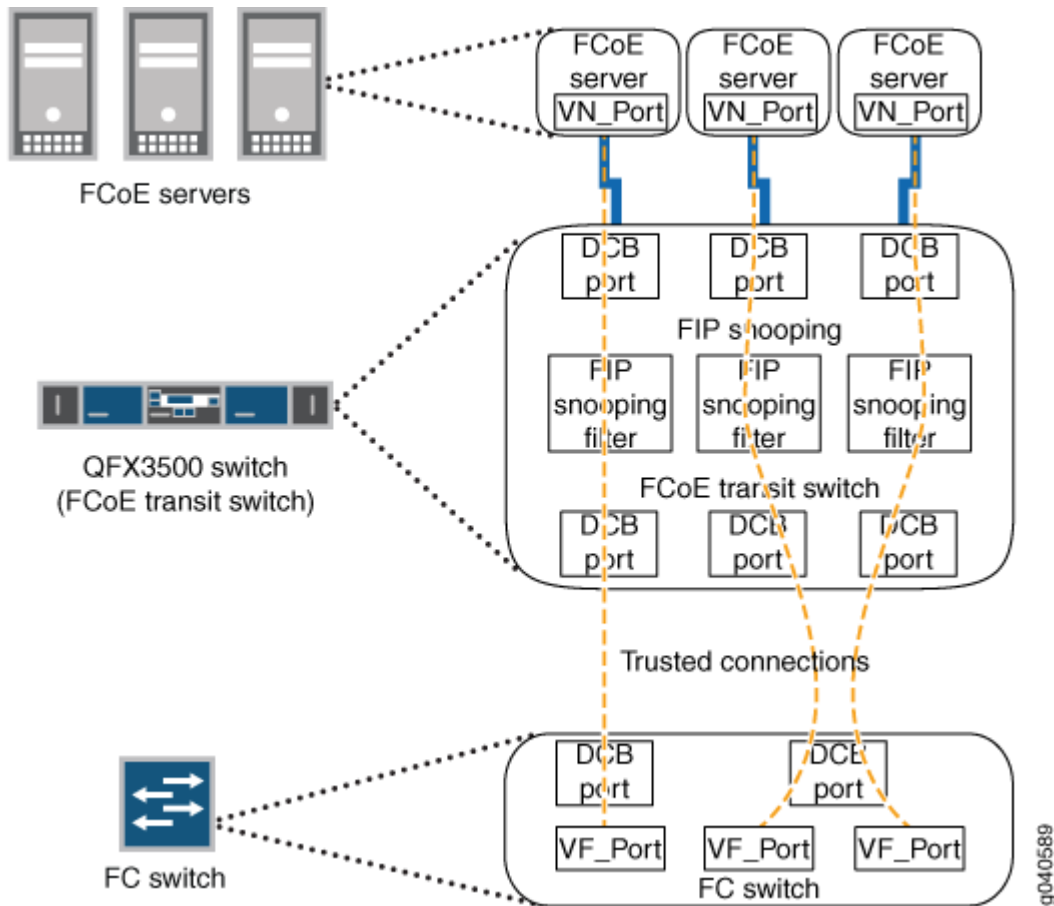 FCoE
server
VN_Port
FCoE
server
VN_Port
FCoE
server
VN_Port
FCoE servers
DCB
port
DCB
port
DCB
port
FIP snooping
FIP
snooping
filter
FIP
snooping
filter
FIP
snooping
filter
QFX3500 switch
(FCoE transit switch)
FCoE transit switch
DCB
port
DCB
port
DCB
port
Trusted connections
DCB
port
DCB
port
VF_Port
VF_Port
VF_Port
FC switch
FC switch
g040589